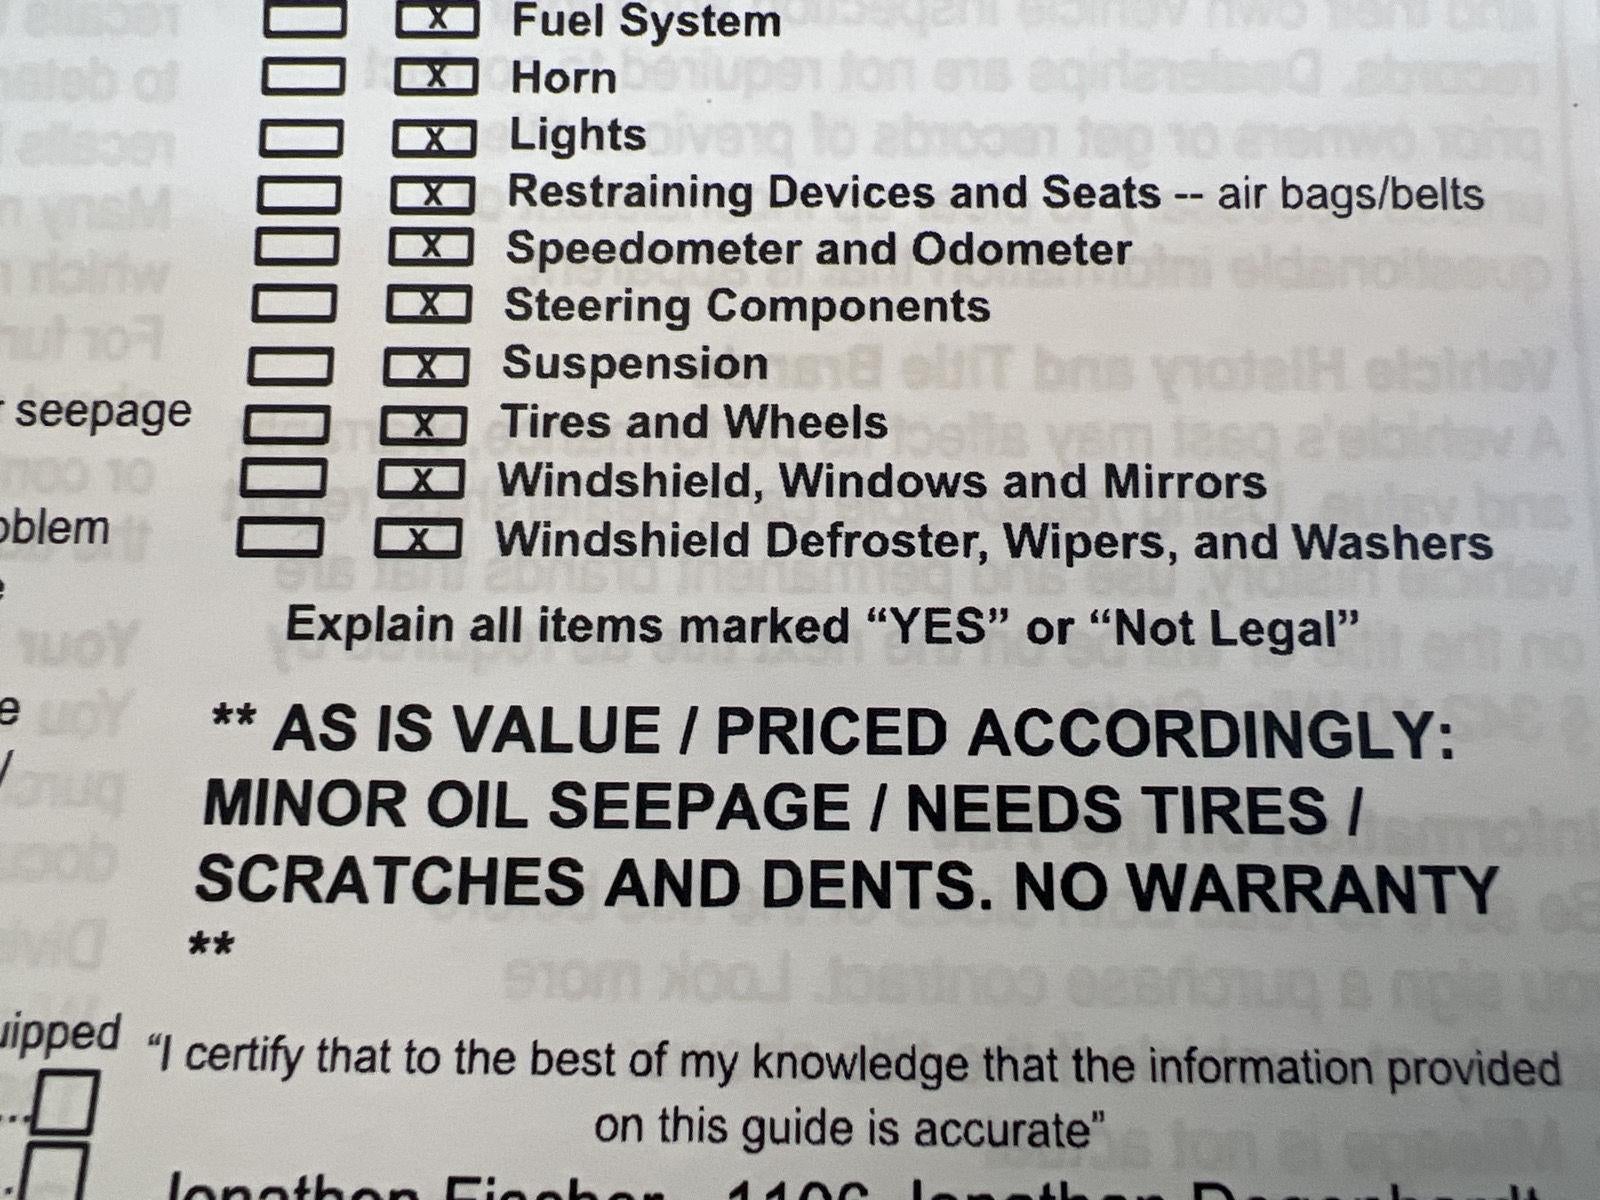 X Fuel System
X Horn
X Lights
X Restraining Devices and Seats -- air bags/belts
X Speedometer and Odometer
X Steering Components
X Suspension
seepage
X Tires and Wheels
X Windshield, Windows and Mirrors
X Windshield Defroster, Wipers, and Washers
Explain all items marked “YES” or “Not Legal”
** AS IS VALUE / PRICED ACCORDINGLY:
MINOR OIL SEEPAGE / NEEDS TIRES /
SCRATCHES AND DENTS. NO WARRANTY
**
“I certify that to the best of my knowledge that the information provided
on this guide is accurate”
Jonathon Fischer